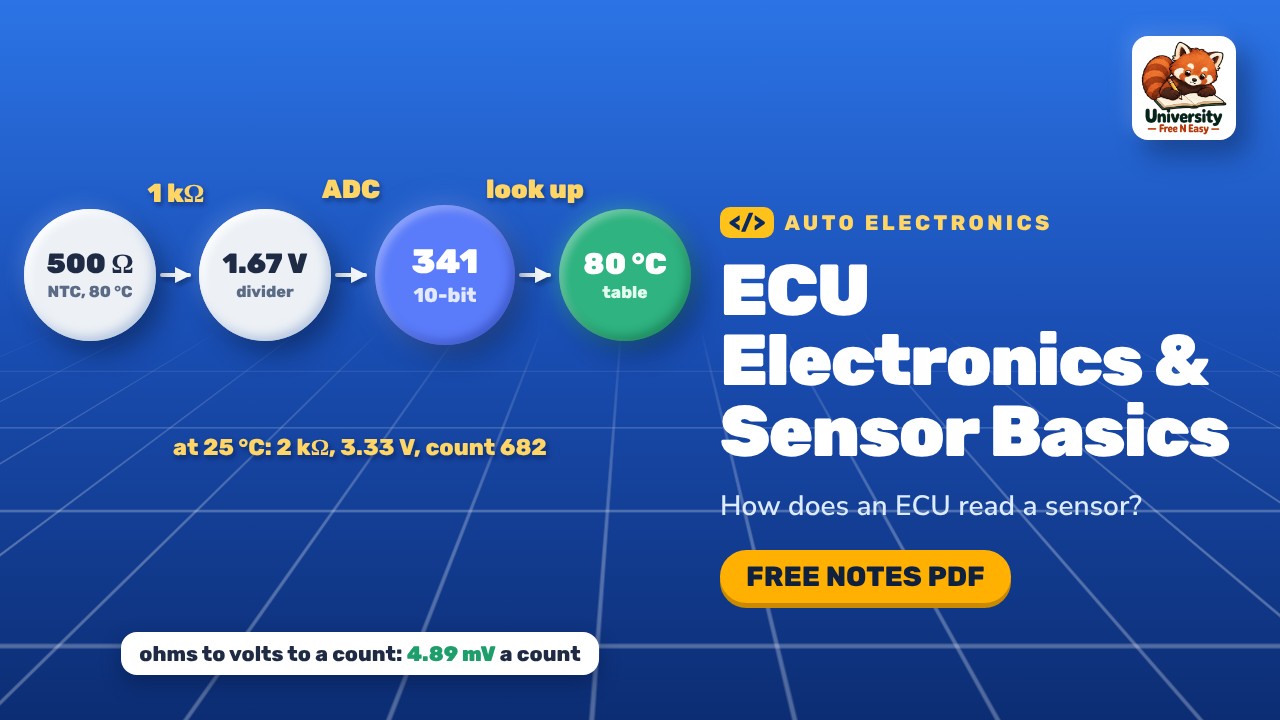 University
Free N Easy
1 kΩ
ADC
look up
500 Ω
NTC, 80 °C
1.67 V
divider
341
10-bit
80 °C
table
at 25 °C: 2 kΩ, 3.33 V, count 682
ohms to volts to a count: 4.89 mV a count
</> AUTO ELECTRONICS
ECU
Electronics &
Sensor Basics
How does an ECU read a sensor?
FREE NOTES PDF